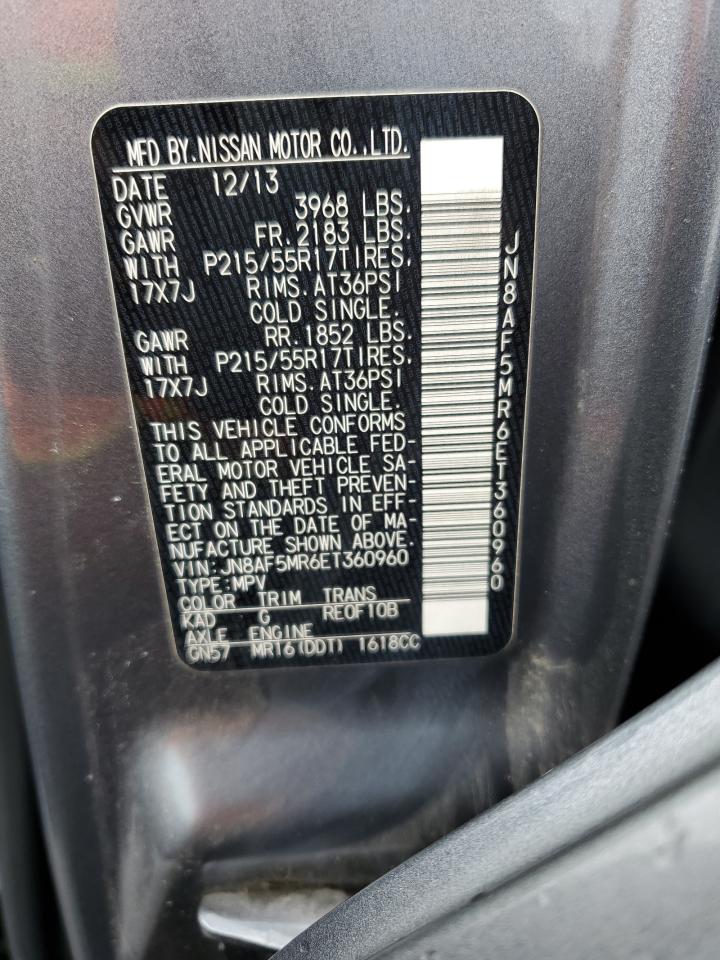 MFD BY.NISSAN MOTOR CO.,LTD.
DATE 12/13
GVWR 3968 LBS.
GAWR FR.2183 LBS.
WITH P215/55R17TIRES,
17X7J RIMS.AT36PSI
COLD SINGLE.
GAWR RR.1852 LBS.
WITH P215/55R17TIRES,
17X7J RIMS.AT36PSI
COLD SINGLE.
THIS VEHICLE CONFORMS
TO ALL APPLICABLE FED-
ERAL MOTOR VEHICLE SA-
FETY AND THEFT PREVEN-
TION STANDARDS IN EFF-
ECT ON THE DATE OF MA-
NUFACTURE SHOWN ABOVE.
VIN:JN8AF5MR6ET360960
TYPE:MPV
COLOR TRIM TRANS
KAD G RE0F10B
AXLE ENGINE
GN57 MR16(DDT) 1618CC
JN8AF5MR6ET360960